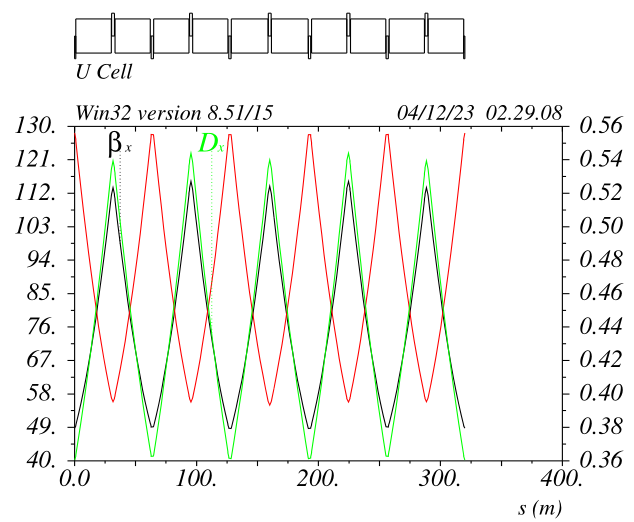 U Cell
Win32 version 8.51/15 04/12/23 02.29.08
130. βx Dx 0.56
121. 0.54
112. 0.52
103. 0.50
94. 0.48
85. 0.46
76. 0.44
67. 0.42
58. 0.40
49. 0.38
40. 0.36
0.0 100. 200. 300. 400.
s (m)